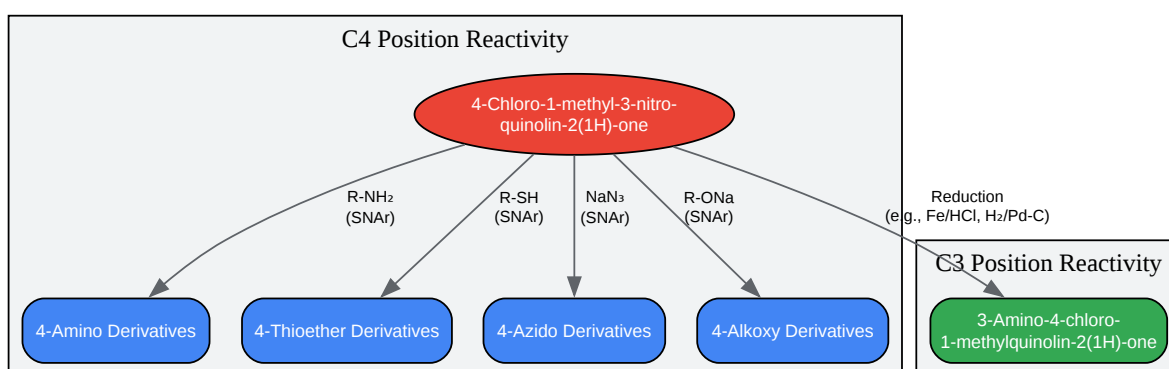 C4 Position Reactivity
4-Chloro-1-methyl-3-nitro-
quinolin-2(1H)-one
R-NH₂
(SNAr)
R-SH
(SNAr)
NaN₃
(SNAr)
R-ONa
(SNAr)
Reduction
(e.g., Fe/HCl, H₂/Pd-C)
C3 Position Reactivity
4-Amino Derivatives
4-Thioether Derivatives
4-Azido Derivatives
4-Alkoxy Derivatives
3-Amino-4-chloro-
1-methylquinolin-2(1H)-one